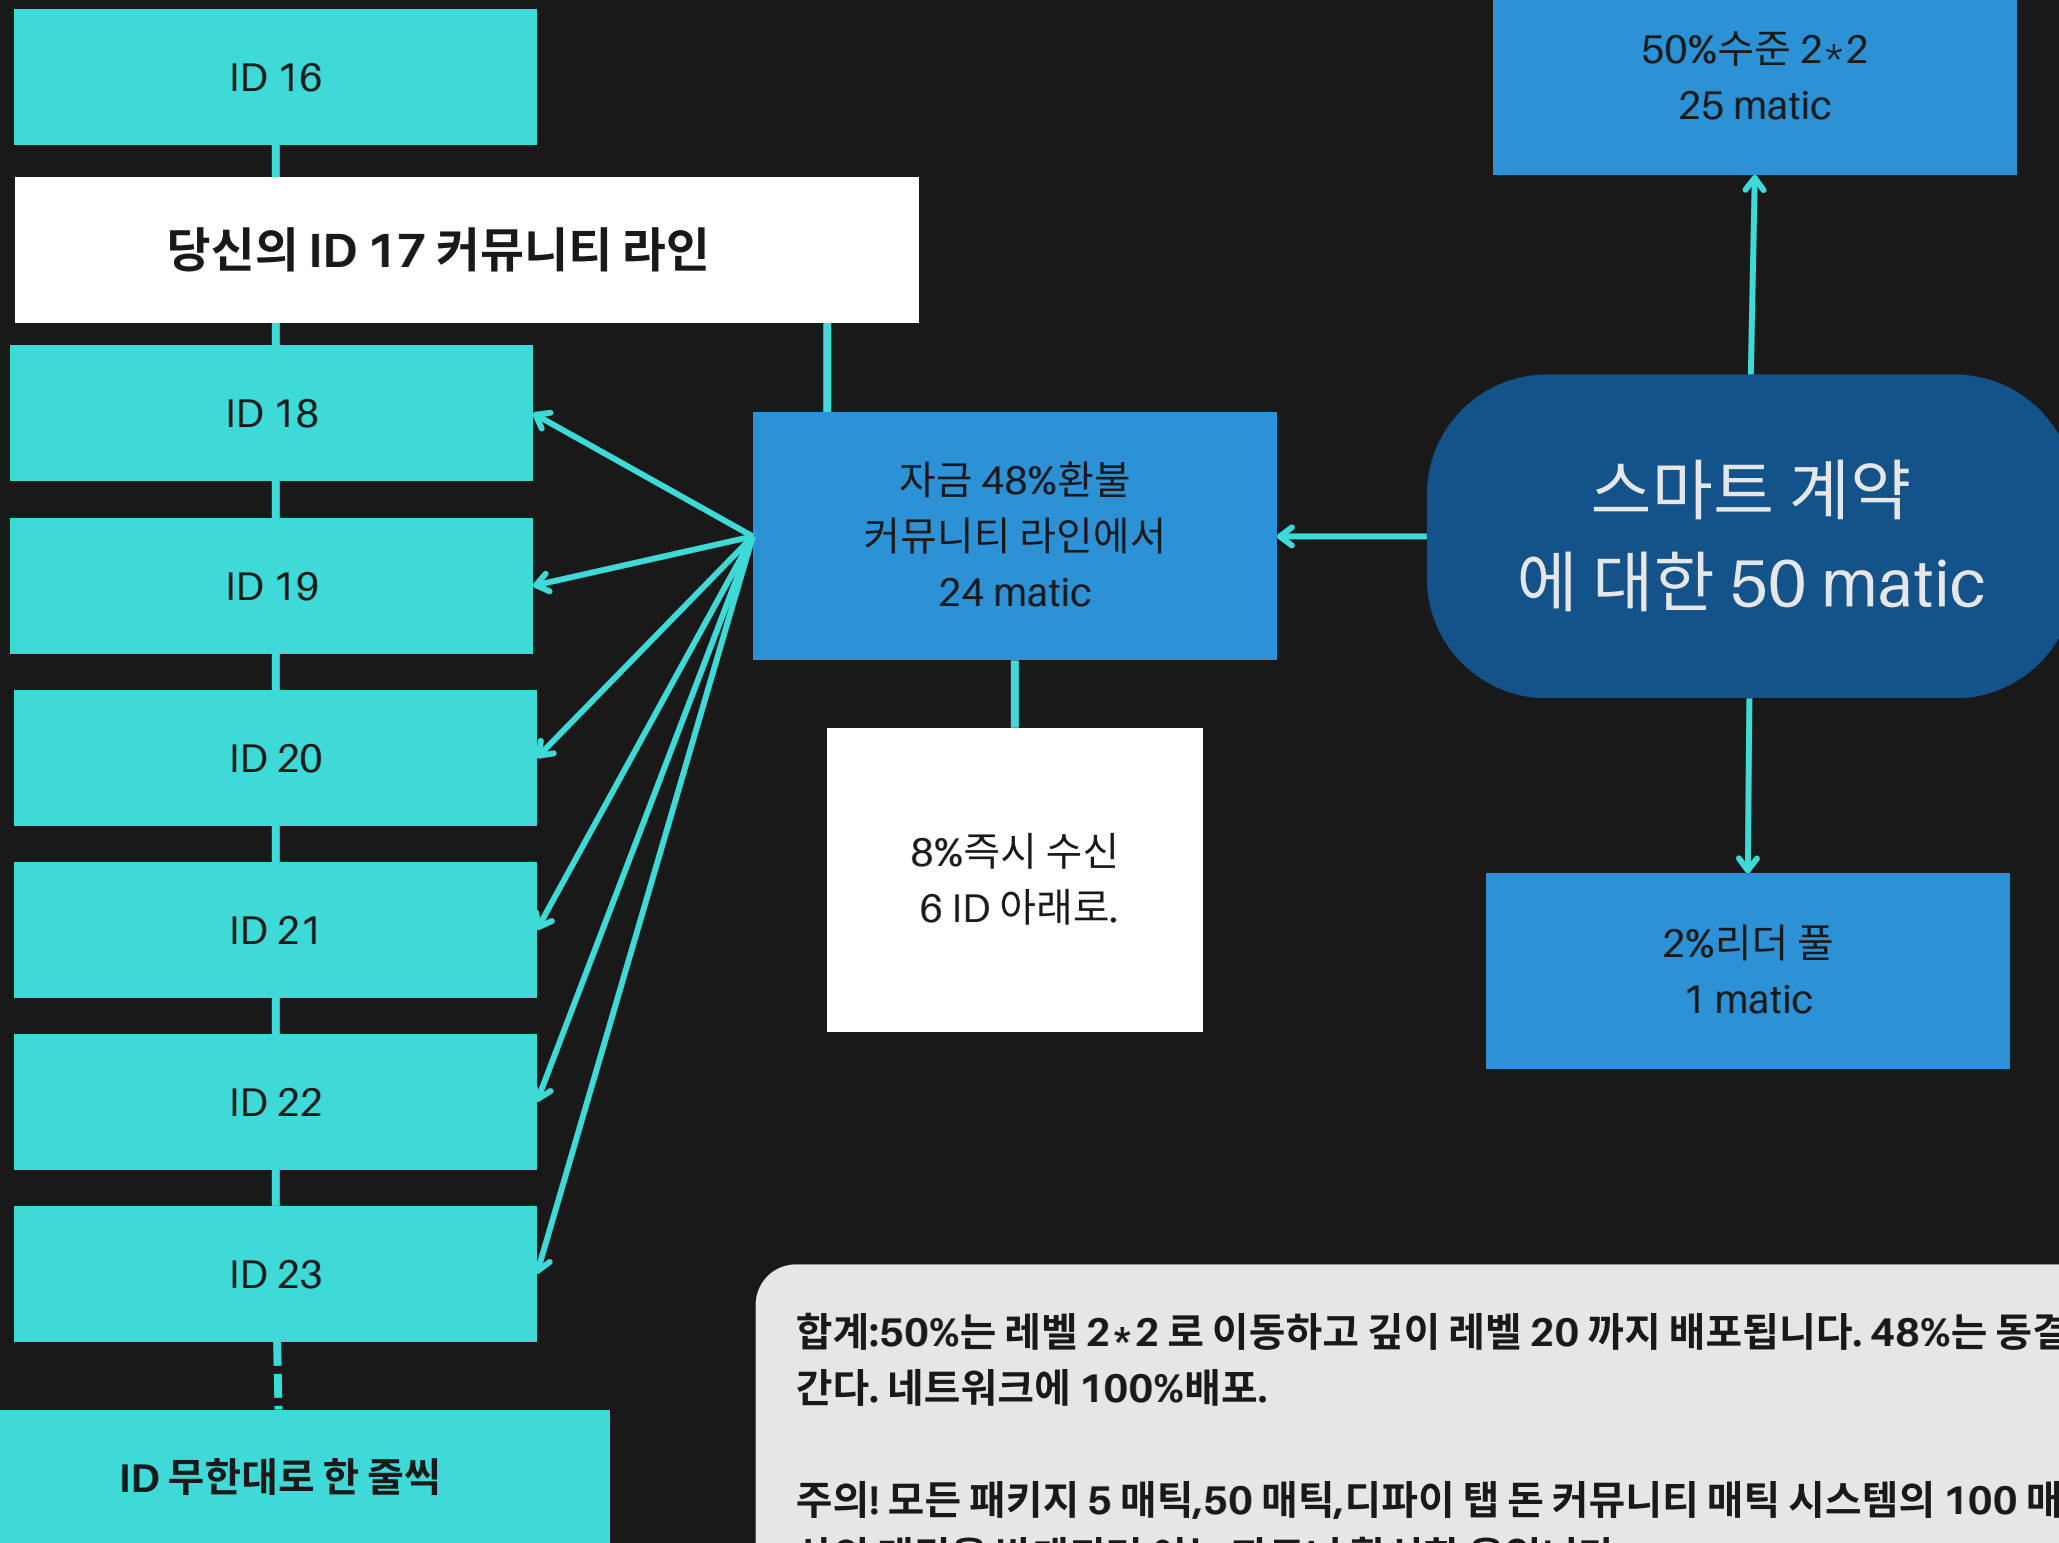 ID 16
당신의 ID 17 커뮤니티 라인
ID 18
ID 19
ID 20
ID 21
ID 22
ID 23
ID 무한대로 한 줄씩
50%수준 2*2
25 matic
자금 48%환불
커뮤니티 라인에서
24 matic
8%즉시 수신
6 ID 아래로.
스마트 계약
에 대한 50 matic
2%리더 풀
1 matic
합계:50%는 레벨 2*2 로 이동하고 깊이 레벨 20 까지 배포됩니다. 48%는 동결
간다. 네트워크에 100%배포.
주의! 모든 패키지 5 매틱,50 매틱,디파이 탭 돈 커뮤니티 매틱 시스템의 100 매